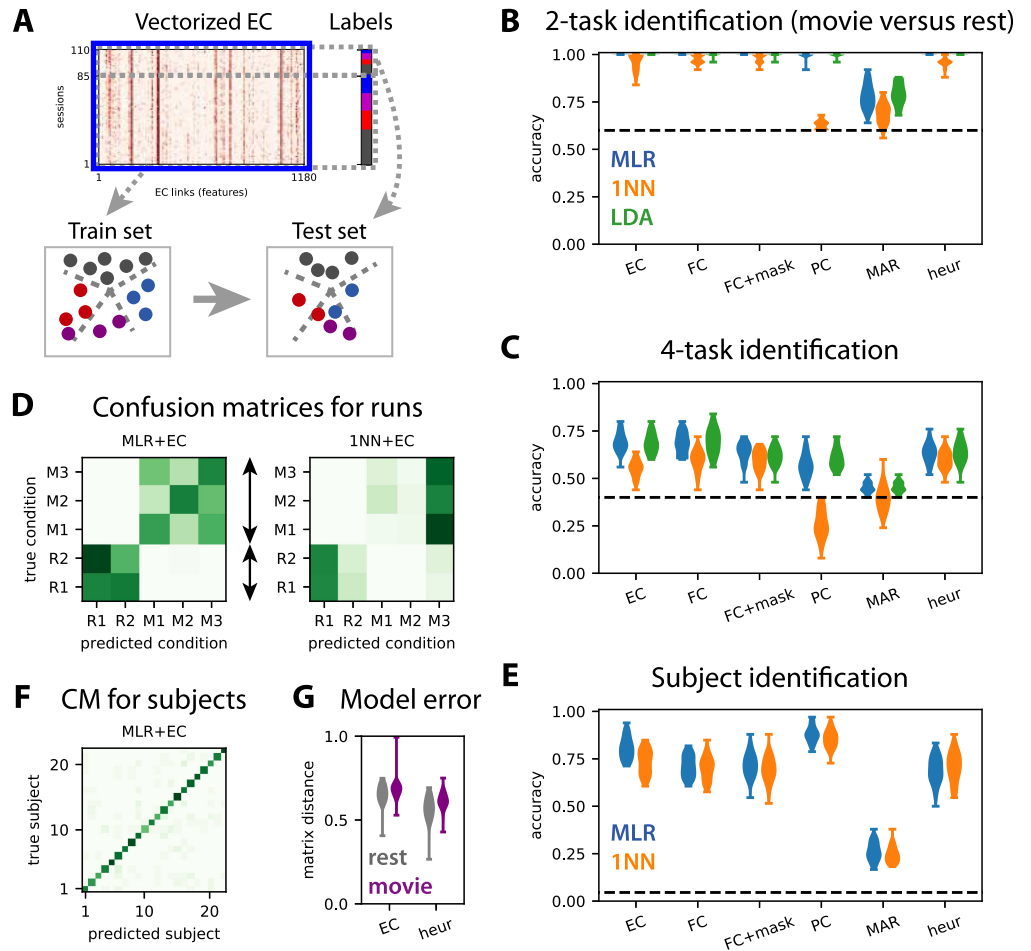 A
Vectorized EC
Labels
110
85
1
sessions
1
1180
EC links (features)
Train set
Test set
B
2-task identification (movie versus rest)
1.00
0.75
0.50
0.25
0.00
accuracy
MLR
1NN
LDA
EC
FC
FC+mask
PC
MAR
heur
C
4-task identification
1.00
0.75
0.50
0.25
0.00
accuracy
EC
FC
FC+mask
PC
MAR
heur
D
Confusion matrices for runs
MLR+EC
M3
M2
M1
R2
R1
true condition
R1 R2 M1 M2 M3
predicted condition
1NN+EC
R1 R2 M1 M2 M3
predicted condition
E
Subject identification
1.00
0.75
0.50
0.25
0.00
accuracy
MLR
1NN
EC
FC
FC+mask
PC
MAR
heur
F
CM for subjects
MLR+EC
20
10
1
true subject
1 10 20
predicted subject
G
Model error
1.0
0.5
0.0
matrix distance
rest
movie
EC
heur